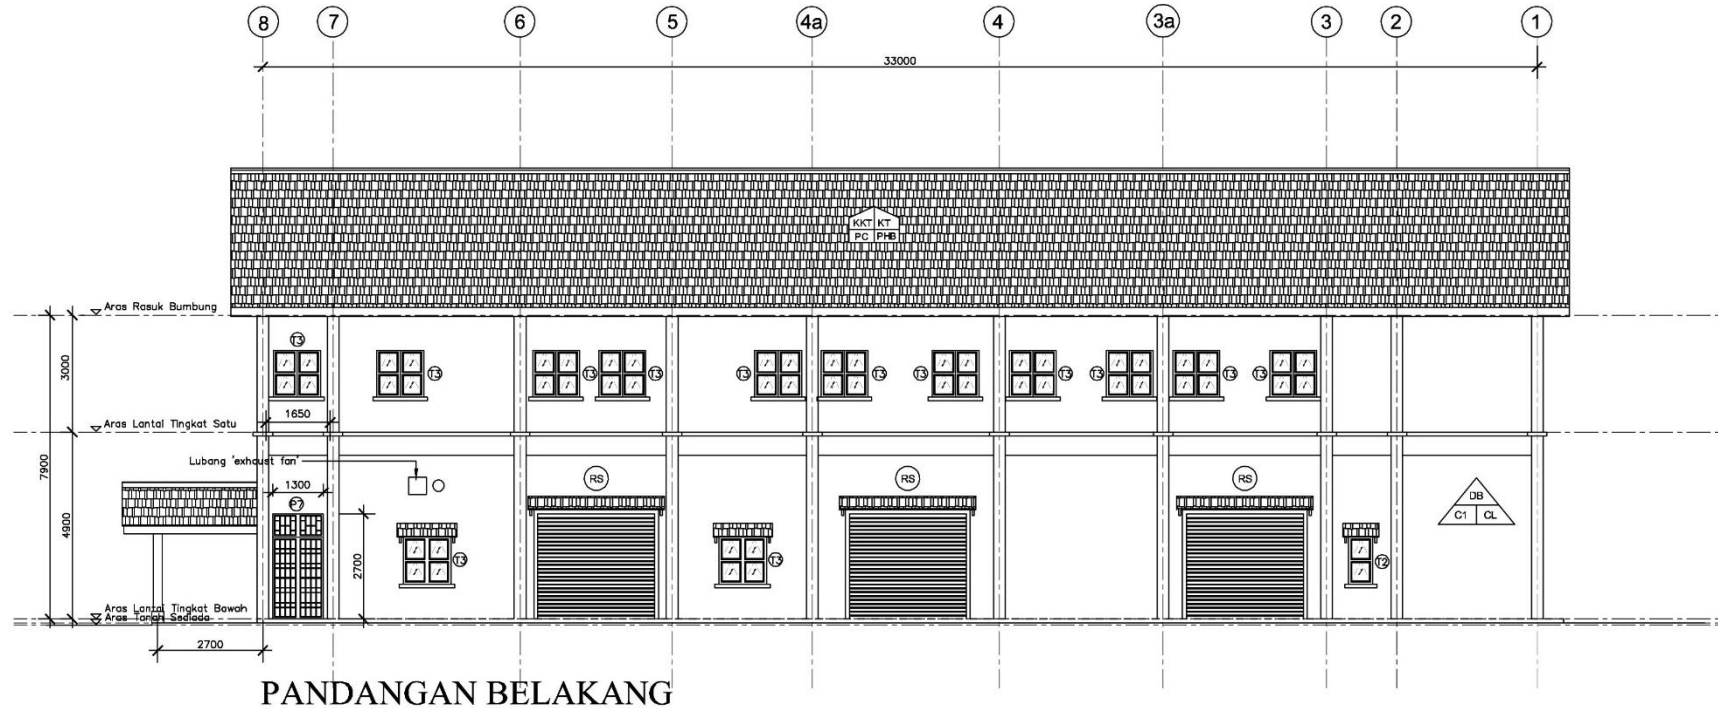 8 7 6 5 4a 4 3a 3 2 1
33000
KKT KT
PC PHB
Aras Rasuk Bumbung
T3
3000
T3 T3 T3 T3 T3 T3 T3 T3 T3 T3
1650
Aras Lantai Tingkat Satu
7900
Lubang 'exhaust fan'
RS RS RS
1300
P7
DB
C1 CL
4900
2700
T3 T3 T2
Aras Lantai Tingkat Bawah
Aras Tanah Sediada
2700
PANDANGAN BELAKANG